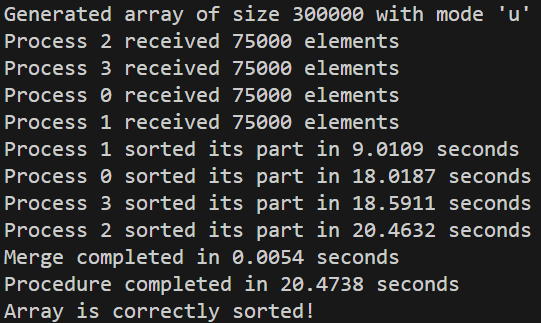 Generated array of size 300000 with mode 'u'
Process 2 received 75000 elements
Process 3 received 75000 elements
Process 0 received 75000 elements
Process 1 received 75000 elements
Process 1 sorted its part in 9.0109 seconds
Process 0 sorted its part in 18.0187 seconds
Process 3 sorted its part in 18.5911 seconds
Process 2 sorted its part in 20.4632 seconds
Merge completed in 0.0054 seconds
Procedure completed in 20.4738 seconds
Array is correctly sorted!